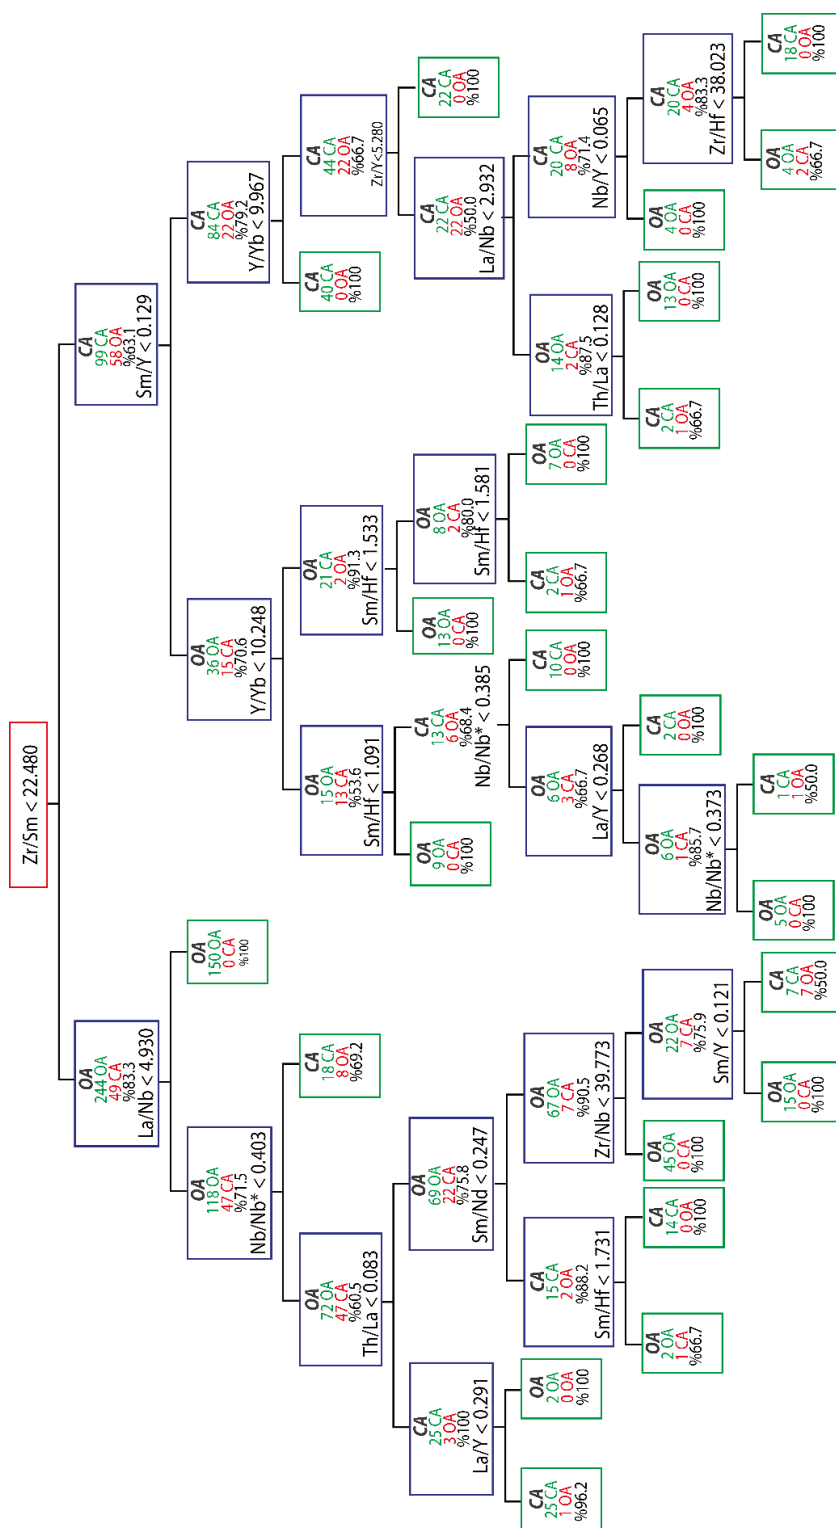 Zr/Sm < 22.480
OA
244 OA
49 CA
%83.3
La/Nb < 4.930
CA
99 CA
58 OA
%63.1
Sm/Y < 0.129
OA
118 OA
47 CA
%71.5
Nb/Nb* < 0.403
OA
150 OA
0 CA
%100
OA
36 OA
15 CA
%70.6
Y/Yb < 10.248
CA
84 CA
22 OA
%79.2
Y/Yb < 9.967
OA
72 OA
47 CA
%60.5
Th/La < 0.083
CA
18 CA
8 OA
%69.2
OA
15 OA
13 CA
%53.6
Sm/Hf < 1.091
OA
21 CA
2 OA
%91.3
Sm/Hf < 1.533
CA
40 CA
0 OA
%100
CA
44 CA
22 OA
%66.7
Zr/Y<5.280
CA
25 CA
3 OA
%100
La/Y < 0.291
OA
69 OA
22 CA
%75.8
Sm/Nd < 0.247
OA
9 OA
0 CA
%100
CA
13 CA
6 OA
%68.4
Nb/Nb* < 0.385
OA
13 OA
0 CA
%100
OA
8 OA
2 CA
%80.0
Sm/Hf < 1.581
CA
22 CA
22 OA
%50.0
La/Nb < 2.932
CA
22 CA
0 OA
%100
CA
25 CA
1 OA
%96.2
OA
2 OA
0 OA
%100
CA
15 CA
2 OA
%88.2
Sm/Hf < 1.731
OA
67 OA
7 CA
%90.5
Zr/Nb < 39.773
OA
6 OA
3 CA
%66.7
La/Y < 0.268
CA
10 CA
0 OA
%100
CA
2 CA
1 OA
%66.7
OA
7 OA
0 CA
%100
OA
14 OA
2 CA
%87.5
Th/La < 0.128
CA
20 CA
8 OA
%71.4
Nb/Y < 0.065
OA
2 OA
1 CA
%66.7
CA
14 CA
0 OA
%100
OA
45 OA
0 CA
%100
OA
22 OA
7 CA
%75.9
Sm/Y < 0.121
OA
6 OA
1 CA
%85.7
Nb/Nb* < 0.373
CA
2 CA
0 OA
%100
CA
2 CA
1 OA
%66.7
OA
13 OA
0 CA
%100
OA
4 OA
0 CA
%100
CA
20 CA
4 OA
%83.3
Zr/Hf < 38.023
OA
15 OA
0 CA
%100
CA
7 CA
7 OA
%50.0
OA
5 OA
0 CA
%100
CA
1 CA
1 OA
%50.0
OA
4 OA
2 CA
%66.7
CA
18 CA
0 OA
%100